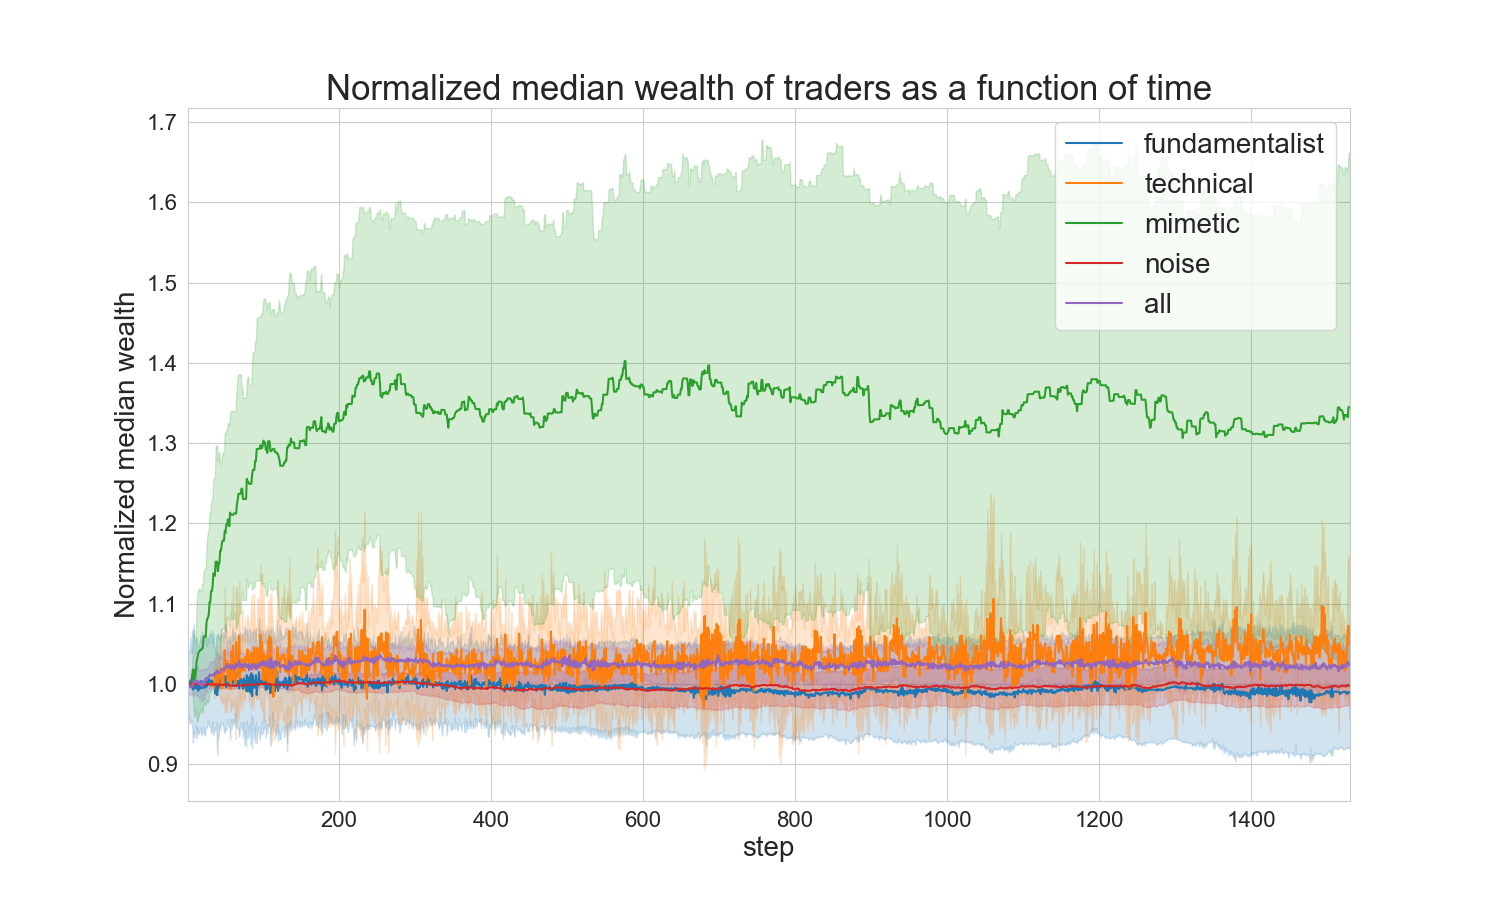 Normalized median wealth of traders as a function of time
1.7
1.6
1.5
1.4
1.3
1.2
1.1
1.0
0.9
Normalized median wealth
fundamentalist
technical
mimetic
noise
all
200 400 600 800 1000 1200 1400
step